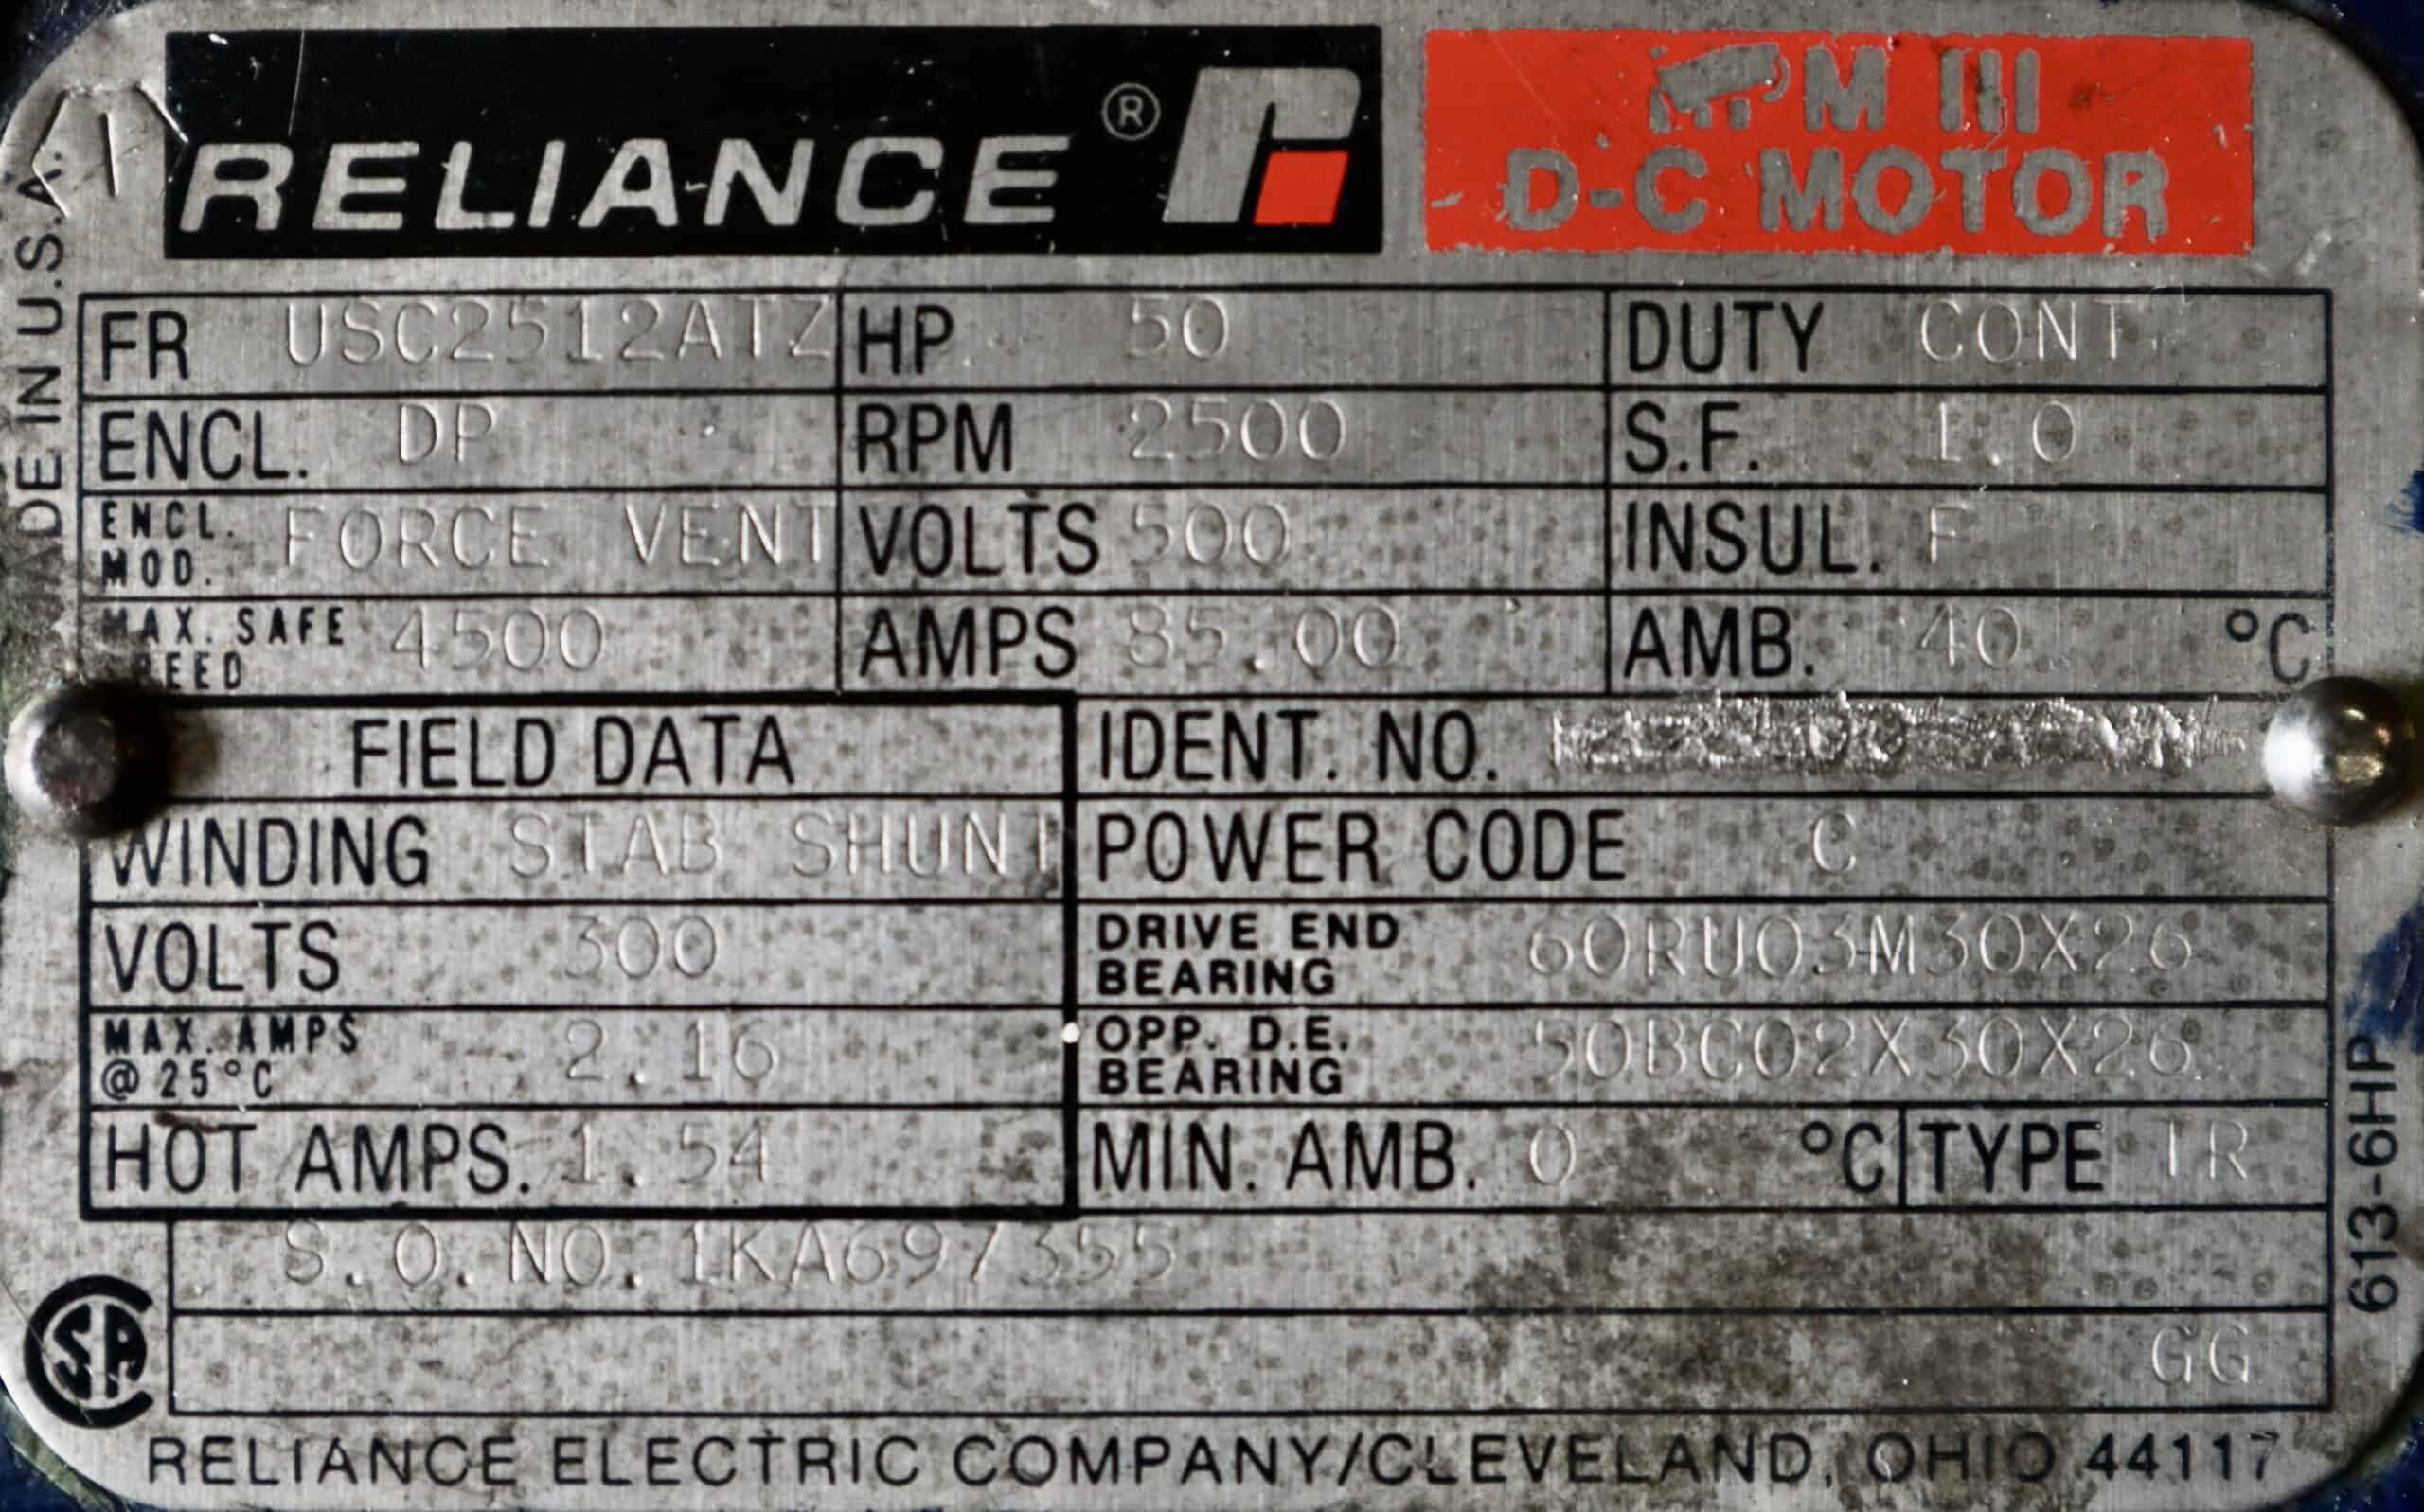 RELIANCE ®
RPM III
D-C MOTOR
MADE IN U.S.A.
FR USC2512ATZ HP 50 DUTY CONT
ENCL. DP RPM 2500 S.F. 1.0
ENCL. MOD. FORCE VENT VOLTS 500 INSUL. F
MAX. SAFE SPEED 4500 AMPS 85.00 AMB. 40 °C
FIELD DATA IDENT. NO.
WINDING STAB SHUNT POWER CODE C
VOLTS 300 DRIVE END BEARING 60RU03M30X26
MAX. AMPS @ 25°C 2.16 OPP. D.E. BEARING 50BC02X30X26
HOT AMPS. 1.54 MIN. AMB. 0 °C TYPE TR
S.O.NO.1KA697355
GG
613-6HP
RELIANCE ELECTRIC COMPANY/CLEVELAND, OHIO 44117